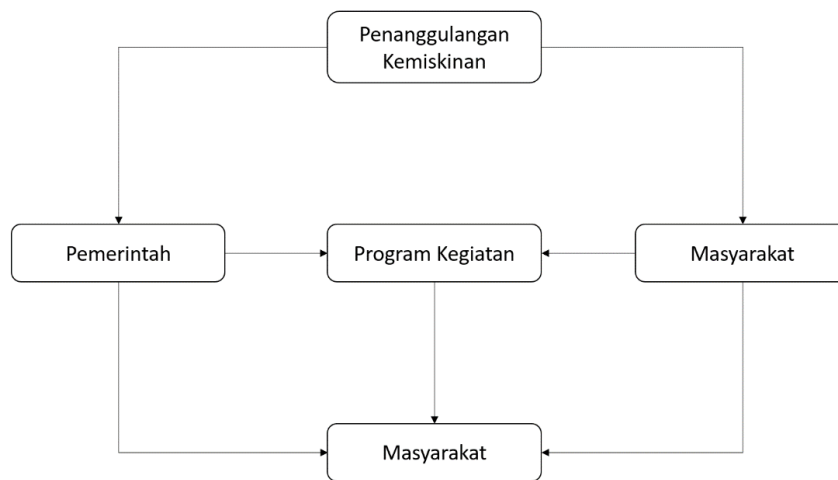 Penanggulangan
Kemiskinan
Pemerintah
Program Kegiatan
Masyarakat
Masyarakat